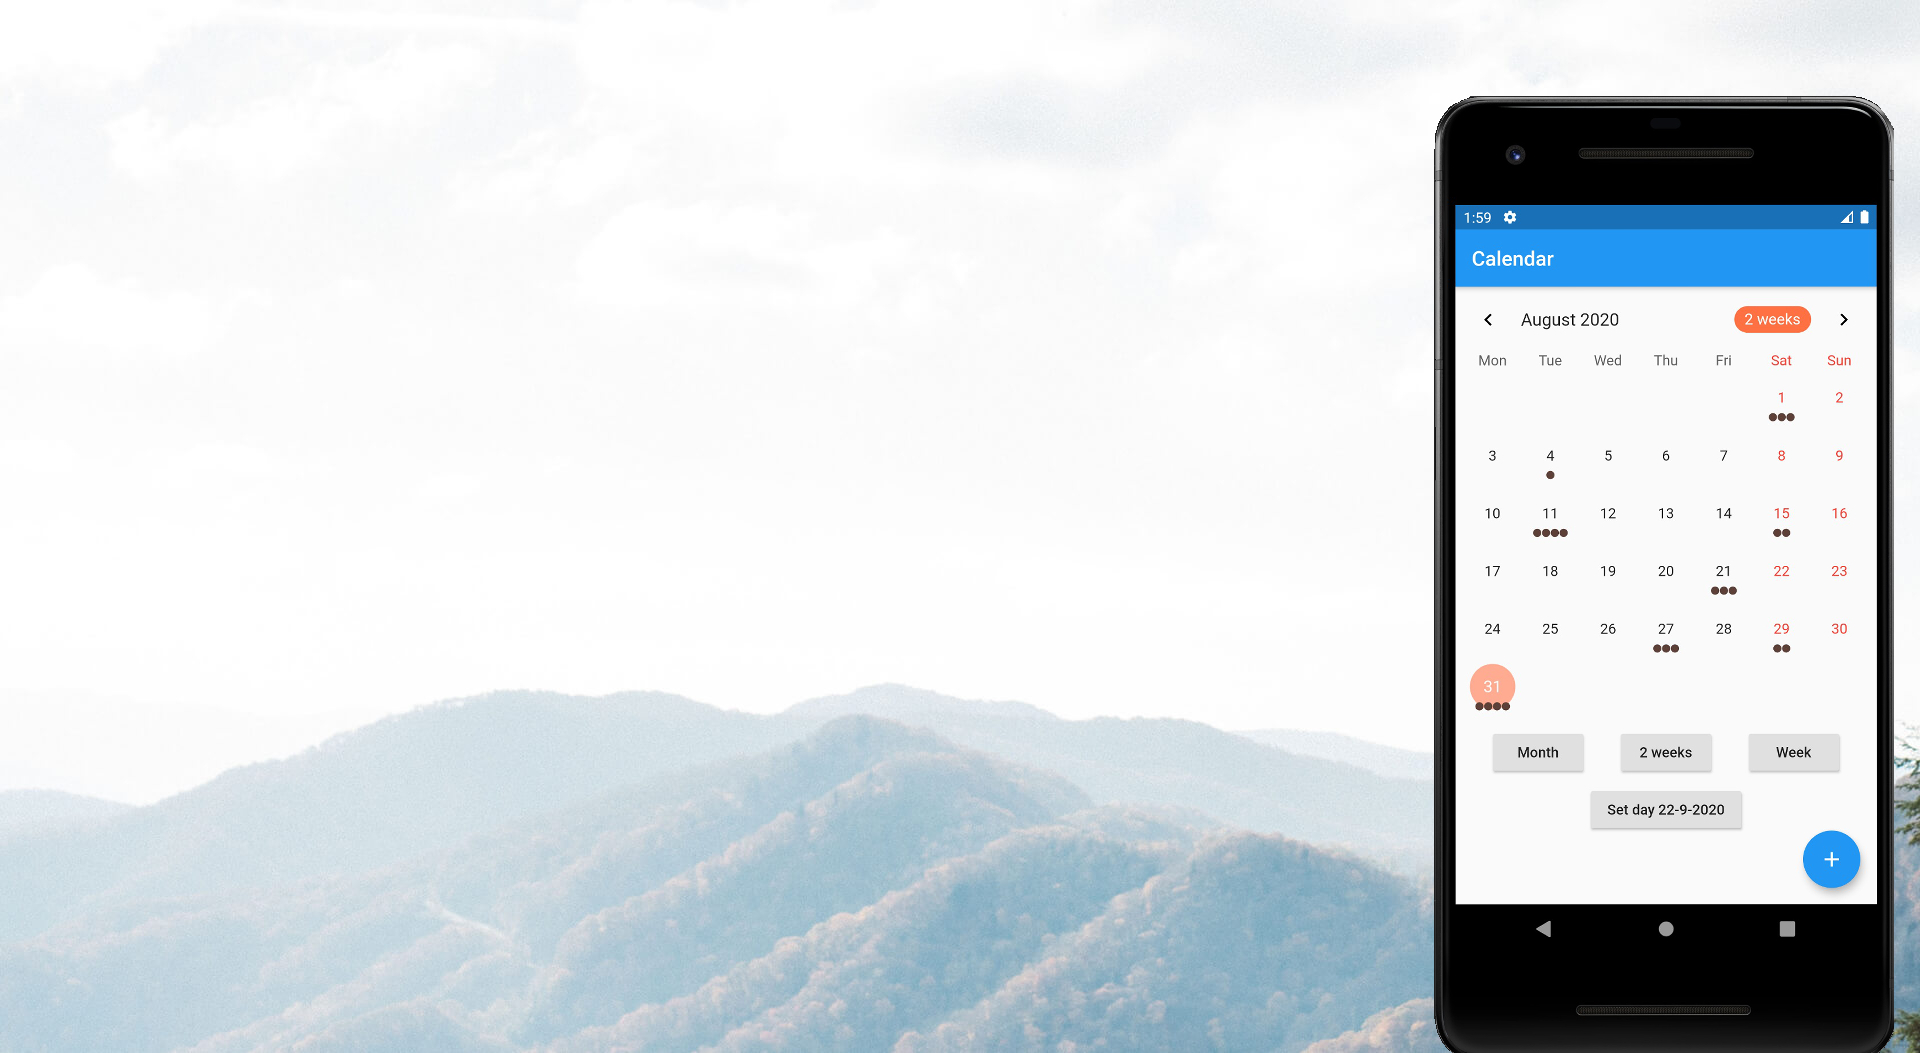 1:59
Calendar
August 2020 2 weeks
Mon Tue Wed Thu Fri Sat Sun
1 2
3 4 5 6 7 8 9
10 11 12 13 14 15 16
17 18 19 20 21 22 23
24 25 26 27 28 29 30
31
Month 2 weeks Week
Set day 22-9-2020
+